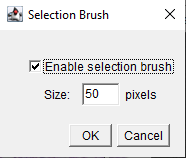 Selection Brush
Enable selection brush
Size: 50 pixels
OK Cancel